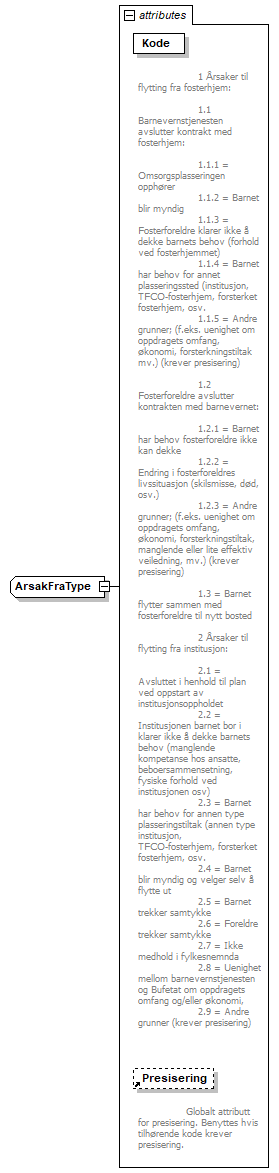 attributes
Kode
1 Årsaker til
flytting fra fosterhjem:
1.1
Barnevernstjenesten
avslutter kontrakt med
fosterhjem:
1.1.1 =
Omsorgsplasseringen
opphører
1.1.2 = Barnet
blir myndig
1.1.3 =
Fosterforeldre klarer ikke å
dekke barnets behov (forhold
ved fosterhjemmet)
1.1.4 = Barnet
har behov for annet
plasseringssted (institusjon,
TFCO-fosterhjem, forsterket
fosterhjem, osv.
1.1.5 = Andre
grunner; (f.eks. uenighet om
oppdragets omfang,
økonomi, forsterkningstiltak
mv.) (krever presisering)
1.2
Fosterforeldre avslutter
kontrakten med barnevernet:
1.2.1 = Barnet
har behov fosterforeldre ikke
kan dekke
1.2.2 =
Endring i fosterforeldres
livssituasjon (skilsmisse, død,
osv.)
1.2.3 = Andre
grunner; (f.eks. uenighet om
oppdragets omfang,
økonomi, forsterkningstiltak,
manglende eller lite effektiv
veiledning, mv.) (krever
presisering)
ArsakFraType
1.3 = Barnet
flytter sammen med
fosterforeldre til nytt bosted
2 Årsaker til
flytting fra institusjon:
2.1 =
Avsluttet i henhold til plan
ved oppstart av
institusjonsoppholdet
2.2 =
Institusjonen barnet bor i
klarer ikke å dekke barnets
behov (manglende
kompetanse hos ansatte,
beboersammensetning,
fysiske forhold ved
institusjonen osv)
2.3 = Barnet
har behov for annen type
plasseringstiltak (annen type
institusjon,
TFCO-fosterhjem, forsterket
fosterhjem, osv.
2.4 = Barnet
blir myndig og velger selv å
flytte ut
2.5 = Barnet
trekker samtykke
2.6 = Foreldre
trekker samtykke
2.7 = Ikke
medhold i fylkesnemnda
2.8 = Uenighet
mellom barnevernstjenesten
og Bufetat om oppdragets
omfang og/eller økonomi,
2.9 = Andre
grunner (krever presisering)
Presisering
Globalt attributt
for presisering. Benyttes hvis
tilhørende kode krever
presisering.